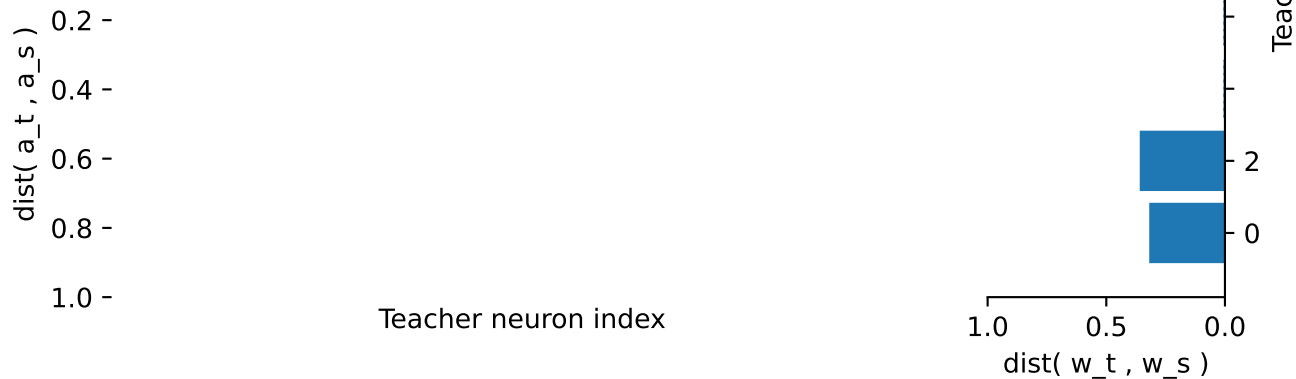 0.2
0.4
0.6
0.8
1.0
dist( a_t , a_s )
Teacher neuron index
2
0
1.0 0.5 0.0
dist( w_t , w_s )